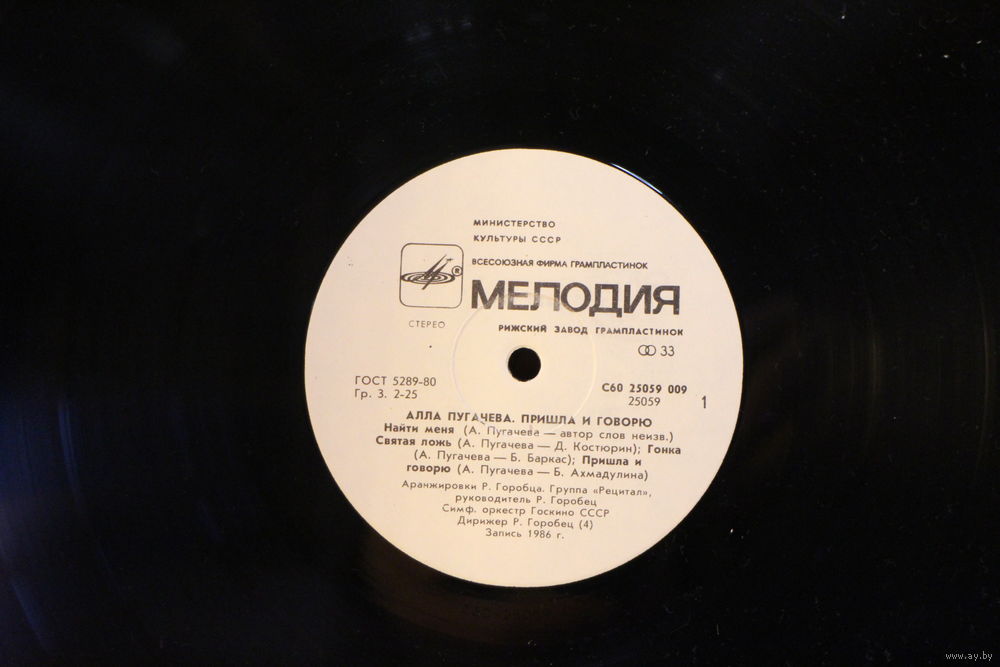 МИНИСТЕРСТВО
КУЛЬТУРЫ СССР
ВСЕСОЮЗНАЯ ФИРМА ГРАМПЛАСТИНОК
®
МЕЛОДИЯ
СТЕРЕО
РИЖСКИЙ ЗАВОД ГРАМПЛАСТИНОК
33
ГОСТ 5289-80
Гр. 3. 2-25
С60 25059 009
25059
1
АЛЛА ПУГАЧЕВА. ПРИШЛА И ГОВОРЮ
Найти меня (А. Пугачева — автор слов неизв.)
Святая ложь (А. Пугачева — Д. Костюрин); Гонка
(А. Пугачева — Б. Баркас); Пришла и
говорю (А. Пугачева — Б. Ахмадулина)
Аранжировки Р. Горобца. Группа «Рецитал»,
руководитель Р. Горобец
Симф. оркестр Госкино СССР
Дирижер Р. Горобец (4)
Запись 1986 г.
www.ay.by